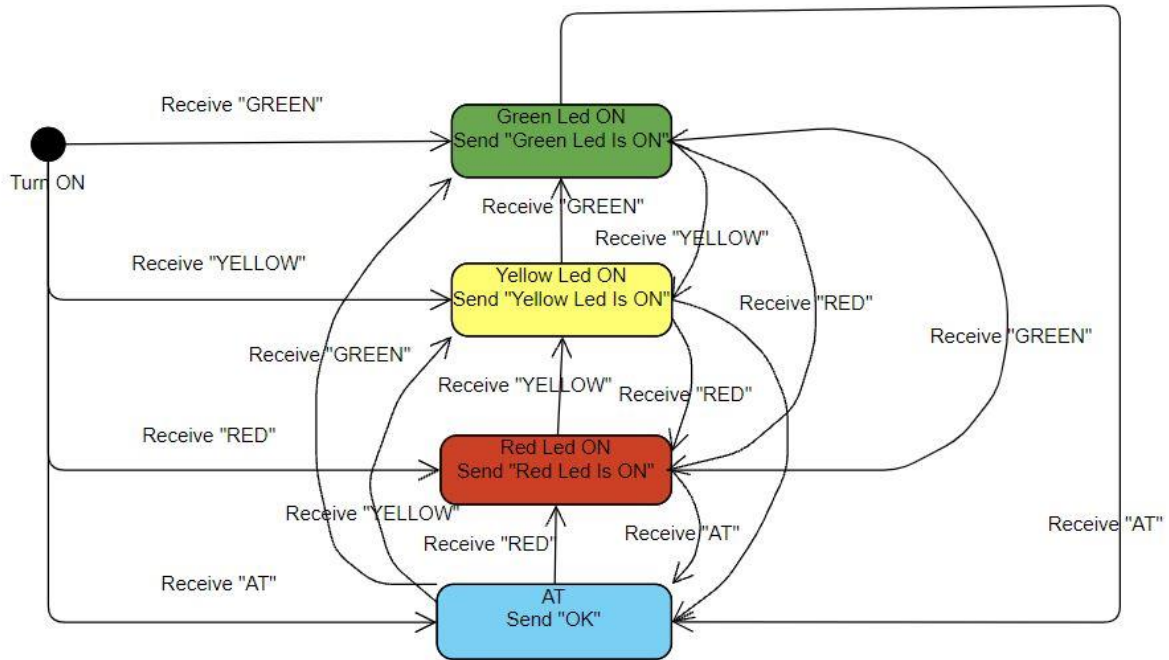 Receive "GREEN"
Green Led ON
Send "Green Led Is ON"
Turn ON
Receive "GREEN"
Receive "YELLOW"
Receive "YELLOW"
Yellow Led ON
Send "Yellow Led Is ON"
Receive "RED"
Receive "GREEN"
Receive "GREEN"
Receive "YELLOW"
Receive "RED"
Receive "RED"
Red Led ON
Send "Red Led Is ON"
Receive "YELLOW"
Receive "RED"
Receive "AT"
Receive "AT"
Receive "AT"
AT
Send "OK"